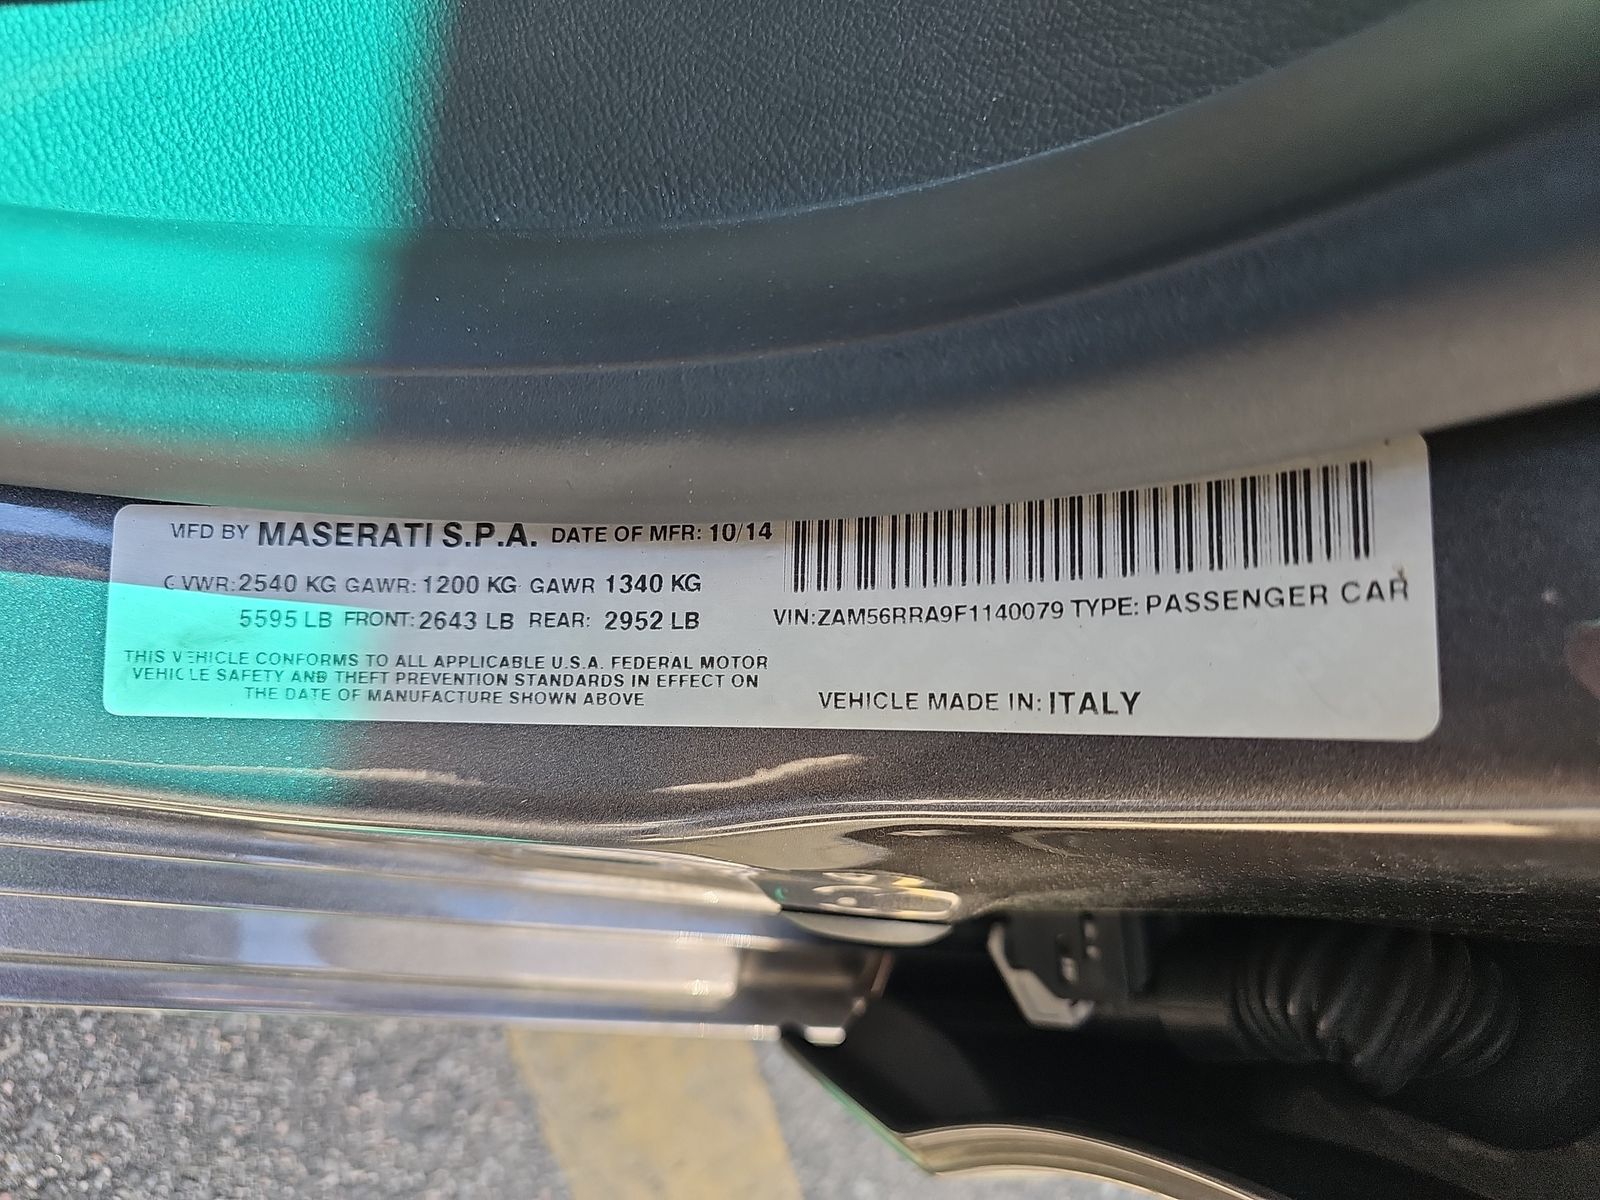 MFD BY MASERATI S.P.A. DATE OF MFR: 10/14
GVWR: 2540 KG GAWR: 1200 KG GAWR 1340 KG
5595 LB FRONT: 2643 LB REAR: 2952 LB
VIN: ZAM56RRA9F1140079 TYPE: PASSENGER CAR
THIS VEHICLE CONFORMS TO ALL APPLICABLE U.S.A. FEDERAL MOTOR
VEHICLE SAFETY AND THEFT PREVENTION STANDARDS IN EFFECT ON
THE DATE OF MANUFACTURE SHOWN ABOVE
VEHICLE MADE IN: ITALY